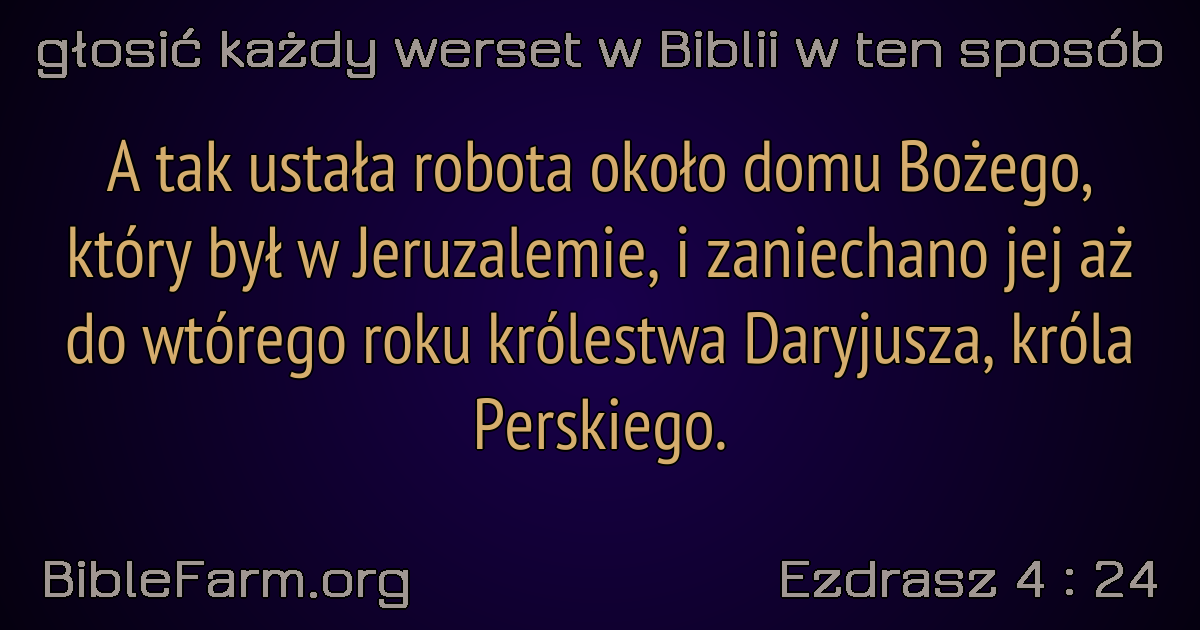 głosić każdy werset w Biblii w ten sposób
A tak ustała robota około domu Bożego,
który był w Jeruzalemie, i zaniechano jej aż
do wtórego roku królestwa Daryjusza, króla
Perskiego.
BibleFarm.org
Ezdrasz 4 : 24